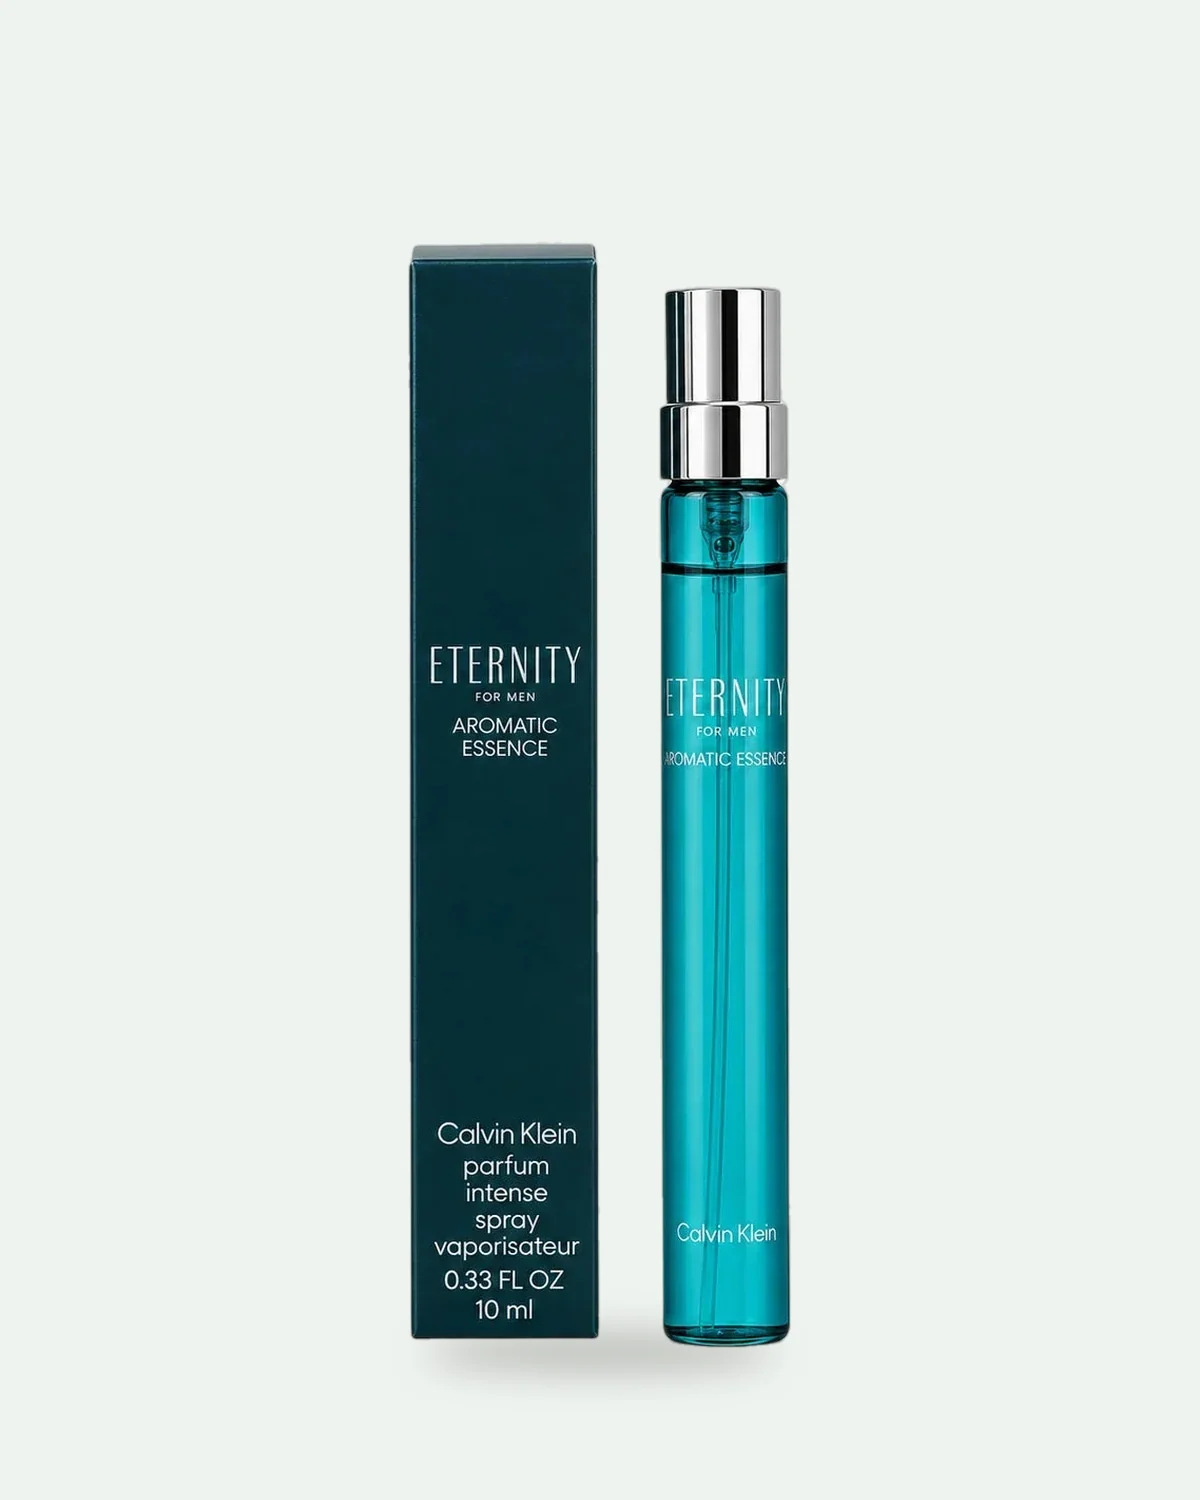 ETERNITY
FOR MEN
AROMATIC
ESSENCE
Calvin Klein
parfum
intense
spray
vaporisateur
0.33 FL OZ
10 ml
ETERNITY
FOR MEN
AROMATIC ESSENCE
Calvin Klein